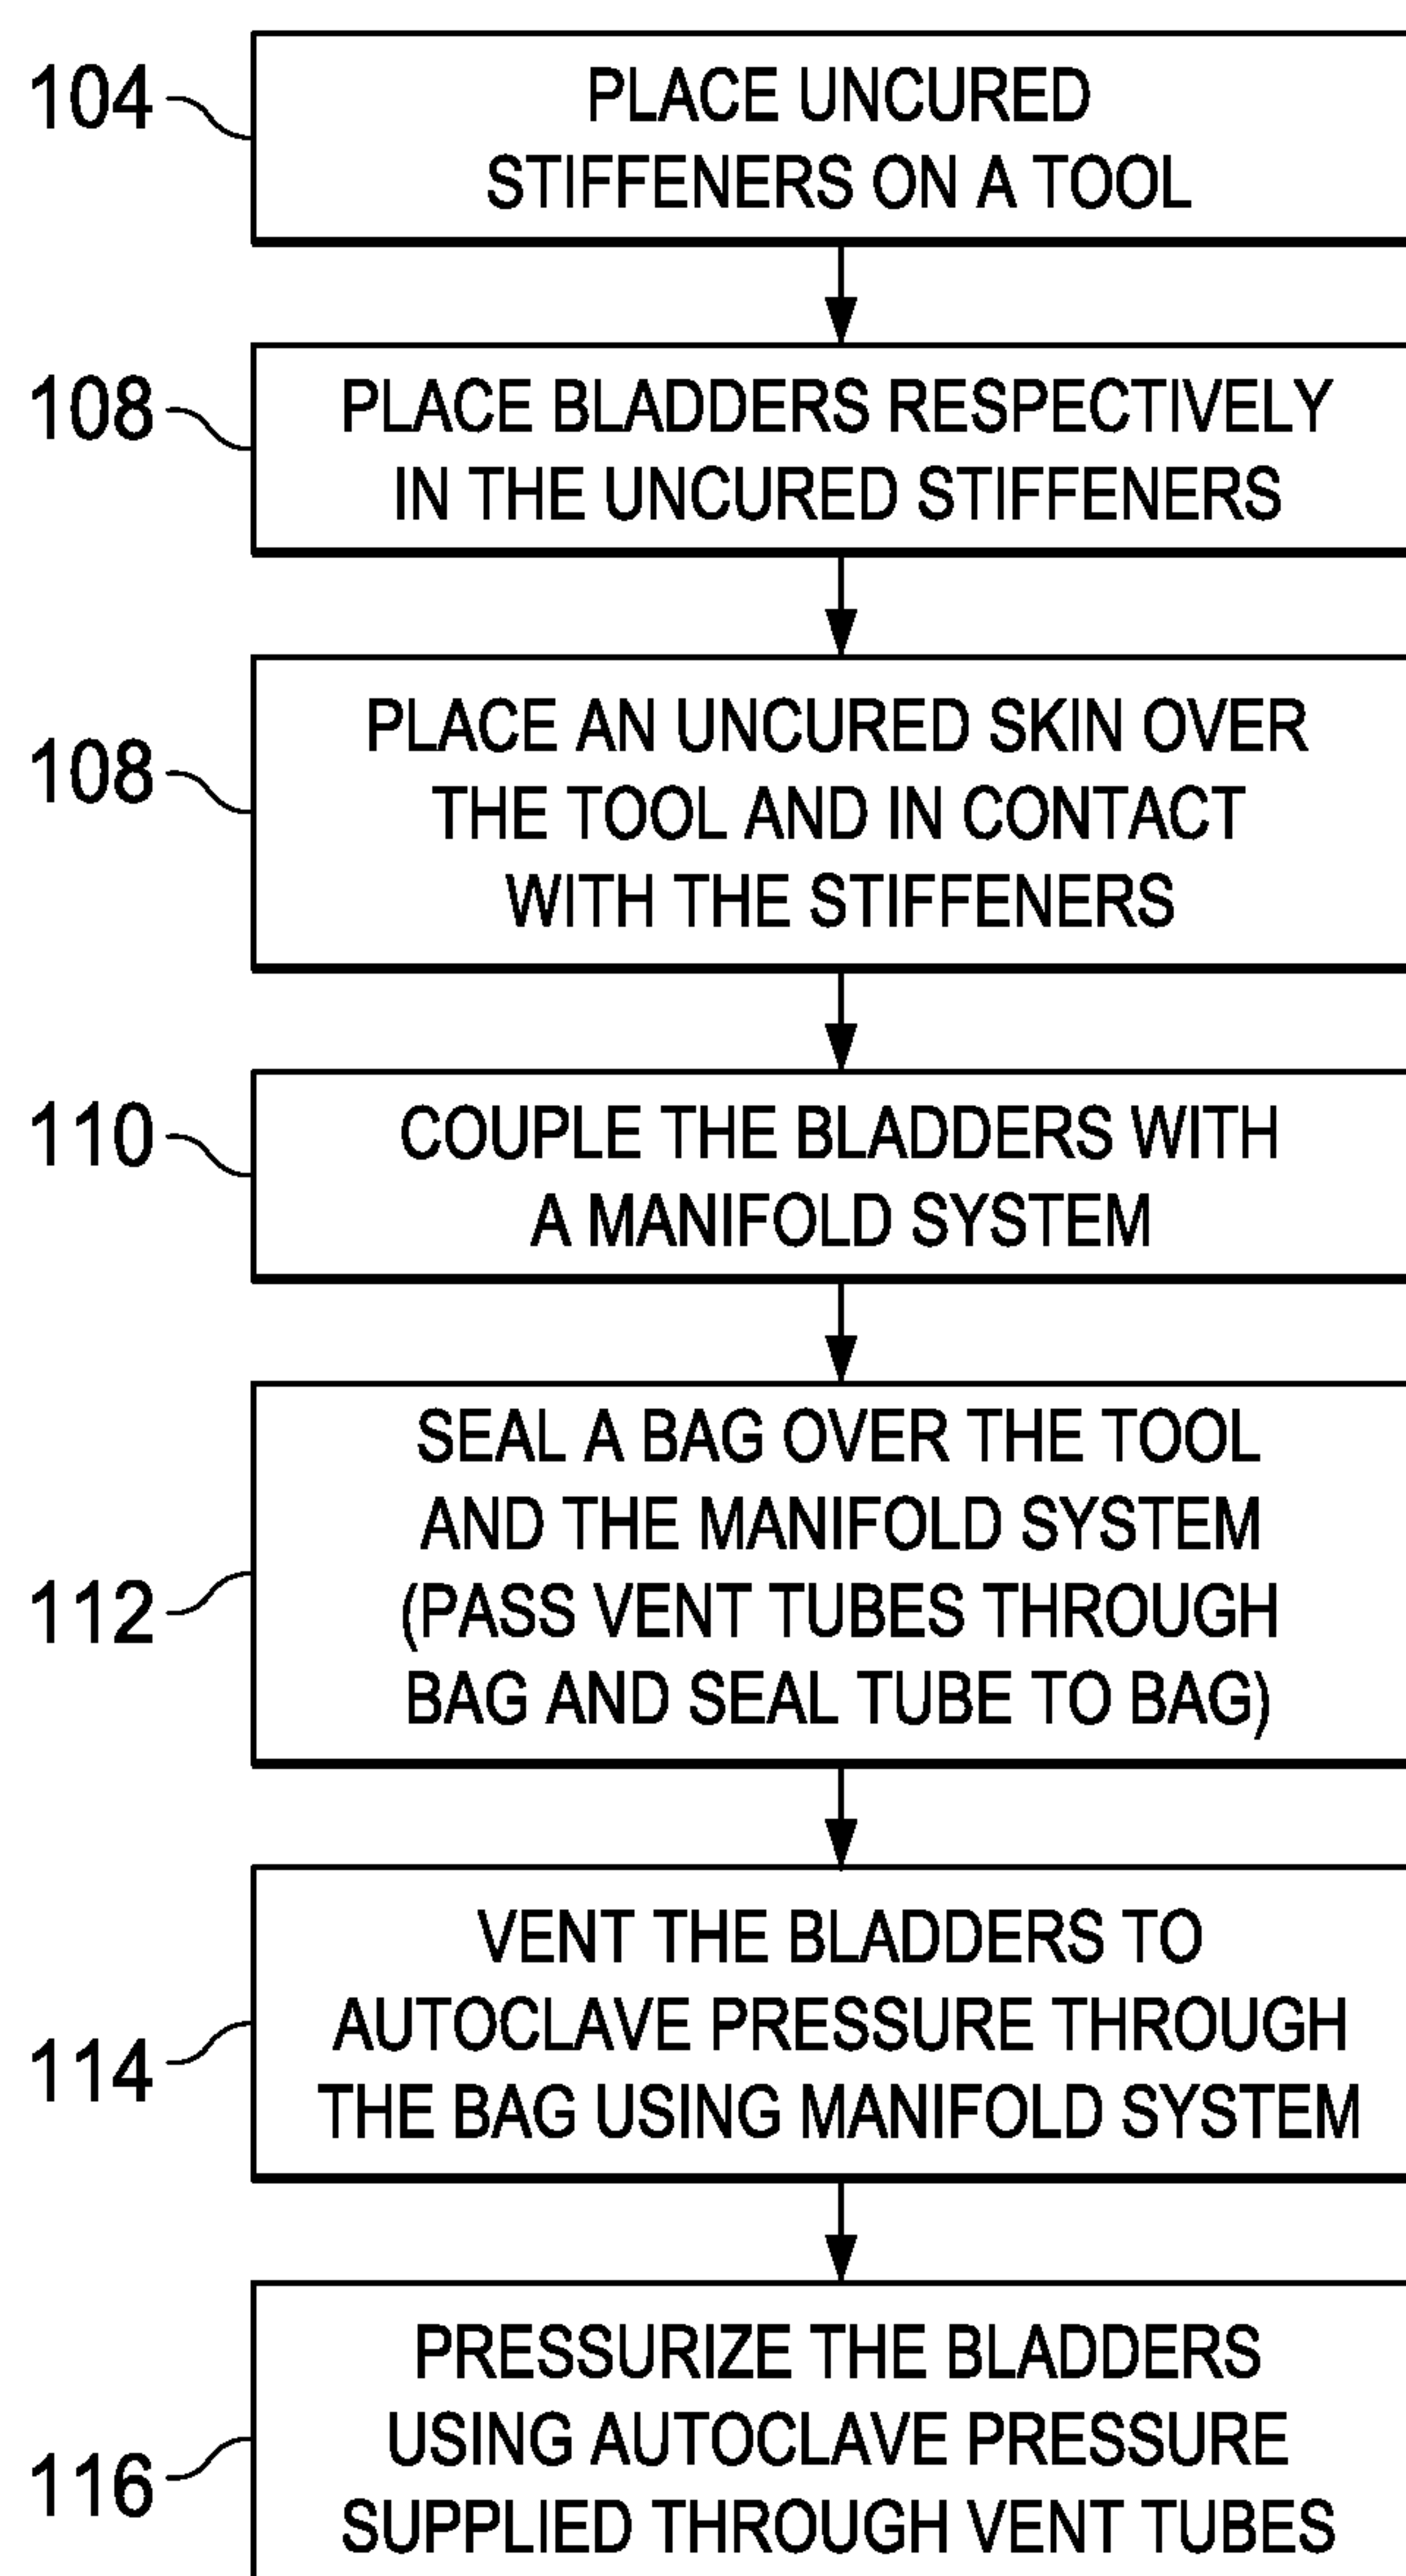 104
PLACE UNCURED
STIFFENERS ON A TOOL
108
PLACE BLADDERS RESPECTIVELY
IN THE UNCURED STIFFENERS
108
PLACE AN UNCURED SKIN OVER
THE TOOL AND IN CONTACT
WITH THE STIFFENERS
110
COUPLE THE BLADDERS WITH
A MANIFOLD SYSTEM
112
SEAL A BAG OVER THE TOOL
AND THE MANIFOLD SYSTEM
(PASS VENT TUBES THROUGH
BAG AND SEAL TUBE TO BAG)
114
VENT THE BLADDERS TO
AUTOCLAVE PRESSURE THROUGH
THE BAG USING MANIFOLD SYSTEM
116
PRESSURIZE THE BLADDERS
USING AUTOCLAVE PRESSURE
SUPPLIED THROUGH VENT TUBES